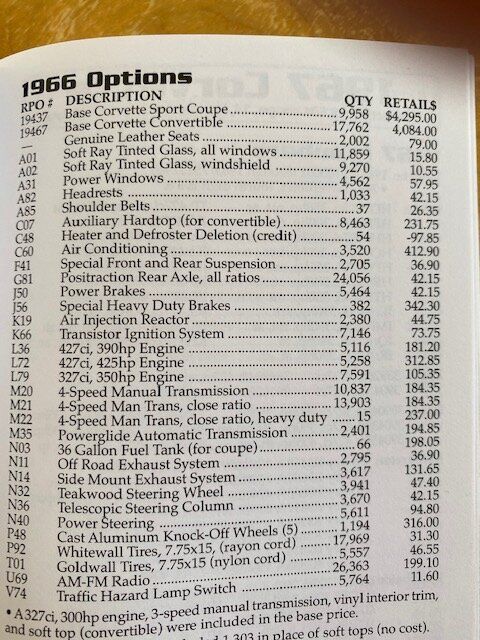 1966 Options
RPO # DESCRIPTION QTY RETAIL$
19437 Base Corvette Sport Coupe 9,958 $4,295.00
19467 Base Corvette Convertible 17,762 4,084.00
— Genuine Leather Seats 2,002 79.00
A01 Soft Ray Tinted Glass, all windows 11,859 15.80
A02 Soft Ray Tinted Glass, windshield 9,270 10.55
A31 Power Windows 4,562 57.95
A82 Headrests 1,033 42.15
A85 Shoulder Belts 37 26.35
C07 Auxiliary Hardtop (for convertible) 8,463 231.75
C48 Heater and Defroster Deletion (credit) 54 -97.85
C60 Air Conditioning 3,520 412.90
F41 Special Front and Rear Suspension 2,705 36.90
G81 Positraction Rear Axle, all ratios 24,056 42.15
J50 Power Brakes 5,464 42.15
J56 Special Heavy Duty Brakes 382 342.30
K19 Air Injection Reactor 2,380 44.75
K66 Transistor Ignition System 7,146 73.75
L36 427ci, 390hp Engine 5,116 181.20
L72 427ci, 425hp Engine 5,258 312.85
L79 327ci, 350hp Engine 7,591 105.35
M20 4-Speed Manual Transmission 10,837 184.35
M21 4-Speed Man Trans, close ratio 13,903 184.35
M22 4-Speed Man Trans, close ratio, heavy duty 15 237.00
M35 Powerglide Automatic Transmission 2,401 194.85
N03 36 Gallon Fuel Tank (for coupe) 66 198.05
N11 Off Road Exhaust System 2,795 36.90
N14 Side Mount Exhaust System 3,617 131.65
N32 Teakwood Steering Wheel 3,941 47.40
N36 Telescopic Steering Column 3,670 42.15
N40 Power Steering 5,611 94.80
P48 Cast Aluminum Knock-Off Wheels (5) 1,194 316.00
P92 Whitewall Tires, 7.75x15, (rayon cord) 17,969 31.30
T01 Goldwall Tires, 7.75x15 (nylon cord) 5,557 46.55
U69 AM-FM Radio 26,363 199.10
V74 Traffic Hazard Lamp Switch 5,764 11.60
• A 327ci, 300hp engine, 3-speed manual transmission, vinyl interior trim,
and soft top (convertible) were included in the base price.
1,303 in place of soft tops (no cost).